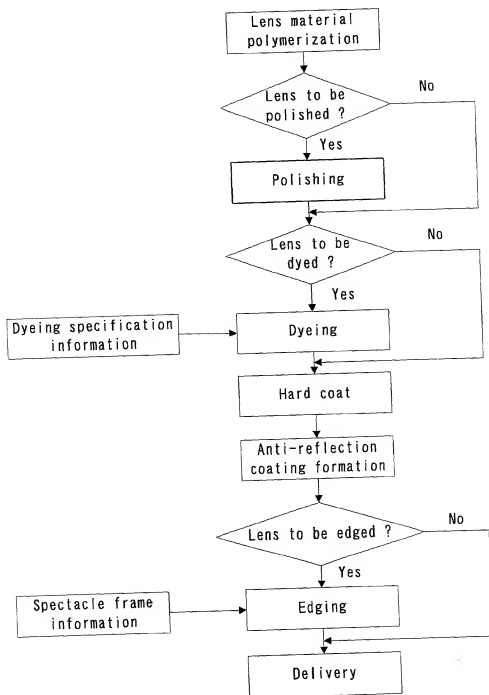 Lens material
polymerization
Lens to be
polished ?
No
Yes
Polishing
Lens to be
dyed ?
No
Yes
Dyeing specification
information
Dyeing
Hard coat
Anti-reflection
coating formation
Lens to be edged ?
No
Yes
Spectacle frame
information
Edging
Delivery